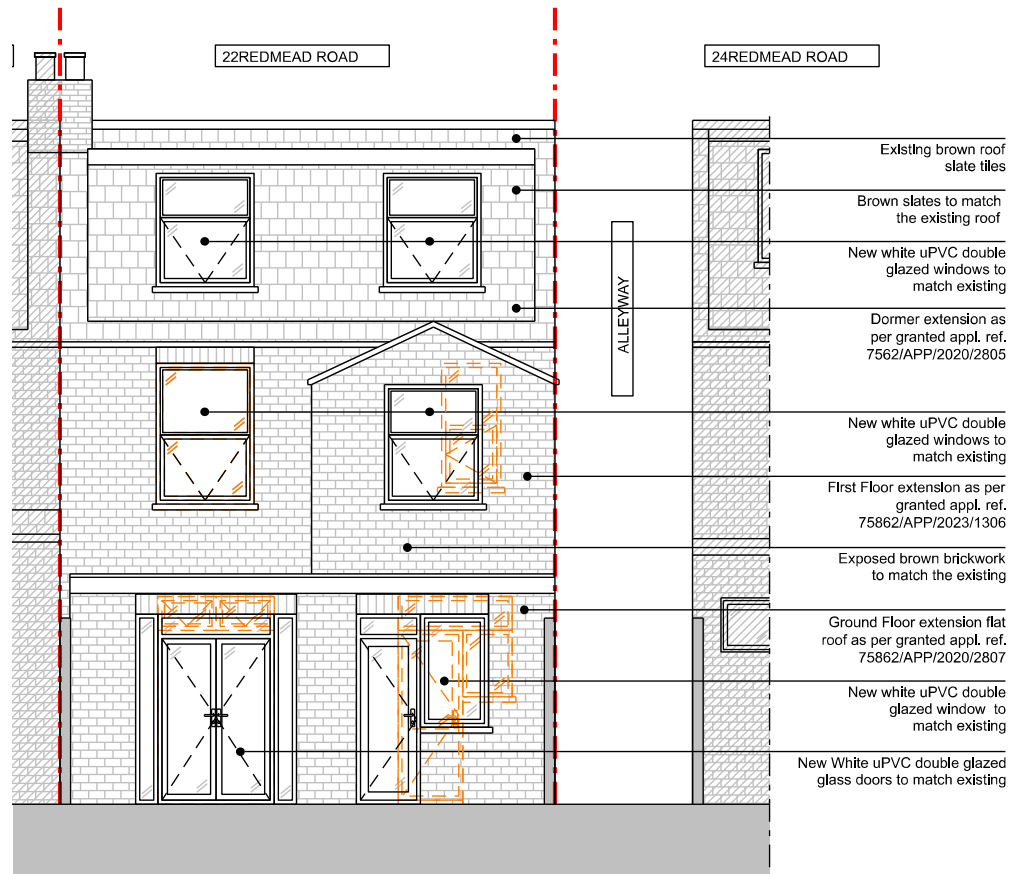 22REDMEAD ROAD
24REDMEAD ROAD
Existing brown roof
slate tiles
Brown slates to match
the existing roof
New white uPVC double
glazed windows to
match existing
ALLEYWAY
Dormer extension as
per granted appl. ref.
7562/APP/2020/2805
New white uPVC double
glazed windows to
match existing
First Floor extension as per
granted appl. ref.
75862/APP/2023/1306
Exposed brown brickwork
to match the existing
Ground Floor extension flat
roof as per granted appl. ref.
75862/APP/2020/2807
New white uPVC double
glazed window to
match existing
New White uPVC double glazed
glass doors to match existing